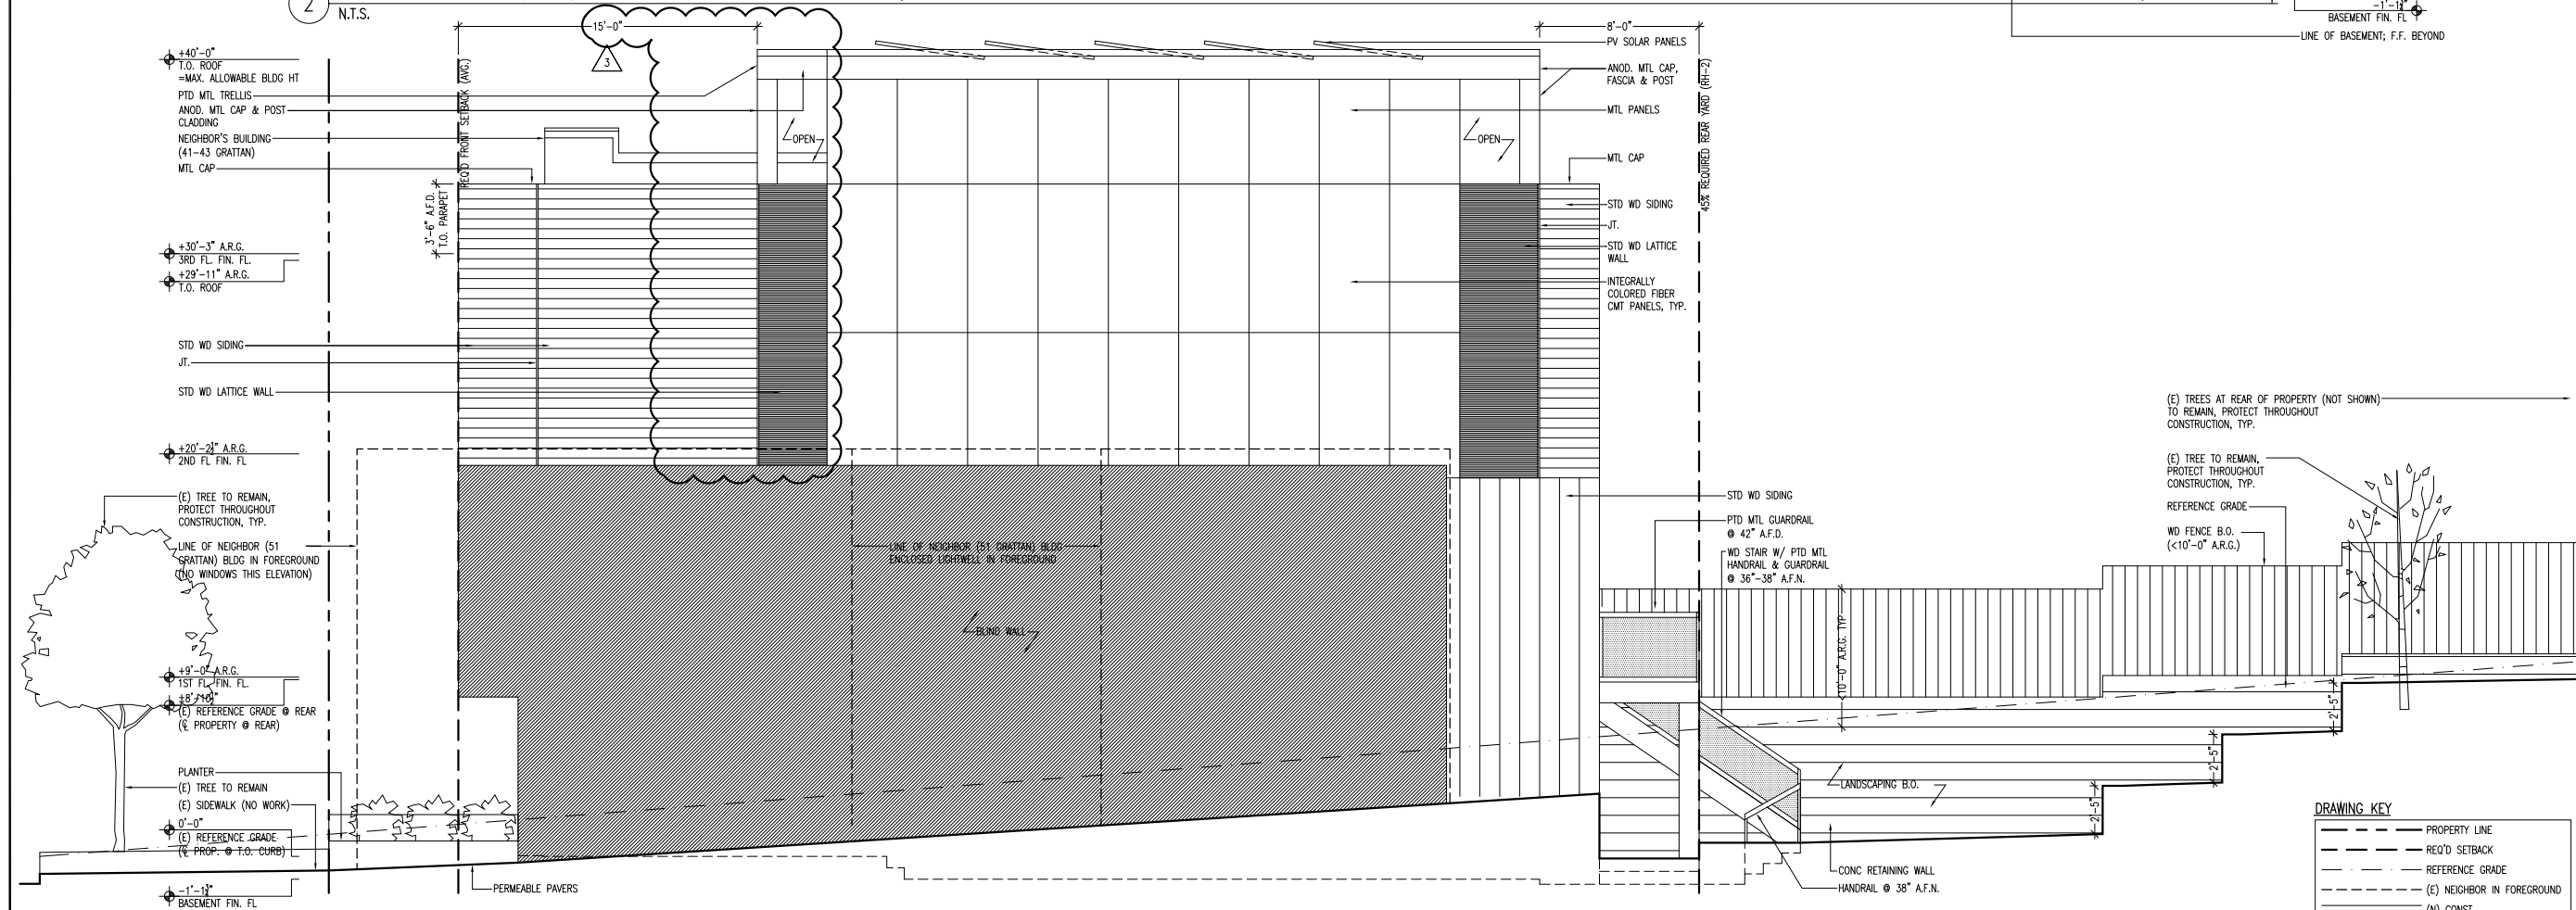 2
N.T.S.
-1'-1¾"
BASEMENT FIN. FL
LINE OF BASEMENT; F.F. BEYOND
15'-0"
3
8'-0"
+40'-0"
T.O. ROOF
=MAX. ALLOWABLE BLDG HT
PTD MTL TRELLIS
ANOD. MTL CAP & POST
CLADDING
NEIGHBOR'S BUILDING
(41-43 GRATTAN)
MTL CAP
REQ'D FRONT SETBACK (AVG.)
3'-6" A.F.D.
T.O. PARAPET
+30'-3" A.R.G.
3RD FL. FIN. FL.
+29'-11" A.R.G.
T.O. ROOF
STD WD SIDING
JT.
STD WD LATTICE WALL
+20'-2½" A.R.G.
2ND FL FIN. FL
(E) TREE TO REMAIN,
PROTECT THROUGHOUT
CONSTRUCTION, TYP.
LINE OF NEIGHBOR (51
GRATTAN) BLDG IN FOREGROUND
(NO WINDOWS THIS ELEVATION)
+9'-0" A.R.G.
1ST FL. FIN. FL.
+8'-10½"
(E) REFERENCE GRADE @ REAR
(℄ PROPERTY @ REAR)
PLANTER
(E) TREE TO REMAIN
(E) SIDEWALK (NO WORK)
0'-0"
(E) REFERENCE GRADE
(℄ PROP. @ T.O. CURB)
-1'-1¾"
BASEMENT FIN. FL
PERMEABLE PAVERS
OPEN
OPEN
LINE OF NEIGHBOR (51 GRATTAN) BLDG
ENCLOSED LIGHTWELL IN FOREGROUND
BLIND WALL
PV SOLAR PANELS
ANOD. MTL CAP,
FASCIA & POST
MTL PANELS
MTL CAP
STD WD SIDING
JT.
STD WD LATTICE
WALL
INTEGRALLY
COLORED FIBER
CMT PANELS, TYP.
45% REQUIRED REAR YARD (RH-2)
STD WD SIDING
PTD MTL GUARDRAIL
@ 42" A.F.D.
WD STAIR W/ PTD MTL
HANDRAIL & GUARDRAIL
@ 36"-38" A.F.N.
<10'-0" A.R.G. TYP
LANDSCAPING B.O.
CONC RETAINING WALL
HANDRAIL @ 38" A.F.N.
2'-5"
2'-5"
2'-5"
(E) TREES AT REAR OF PROPERTY (NOT SHOWN)
TO REMAIN, PROTECT THROUGHOUT
CONSTRUCTION, TYP.
(E) TREE TO REMAIN,
PROTECT THROUGHOUT
CONSTRUCTION, TYP.
REFERENCE GRADE
WD FENCE B.O.
(<10'-0" A.R.G.)
DRAWING KEY
PROPERTY LINE
REQ'D SETBACK
REFERENCE GRADE
(E) NEIGHBOR IN FOREGROUND
(N) CONST.